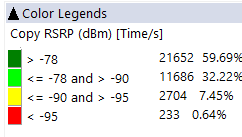 Color Legends
Copy RSRP (dBm) [Time/s]
> -78 21652 59.69%
<= -78 and > -90 11686 32.22%
<= -90 and > -95 2704 7.45%
< -95 233 0.64%